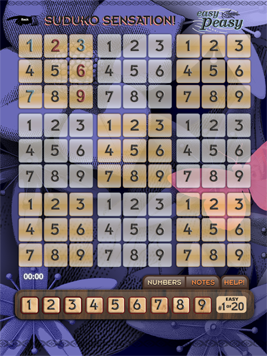 Back
SUDUKO SENSATION!
easy
Peasy
1 2 3 1 2 3 1 2 3
4 5 6 4 5 6 4 5 6
7 8 9 7 8 9 7 8 9
1 2 3 1 2 3 1 2 3
4 5 6 4 5 6 4 5 6
7 8 9 7 8 9 7 8 9
1 2 3 1 2 3 1 2 3
4 5 6 4 5 6 4 5 6
7 8 9 7 8 9 7 8 9
00:00
NUMBERS NOTES HELP!
1 2 3 4 5 6 7 8 9
EASY
#1~20